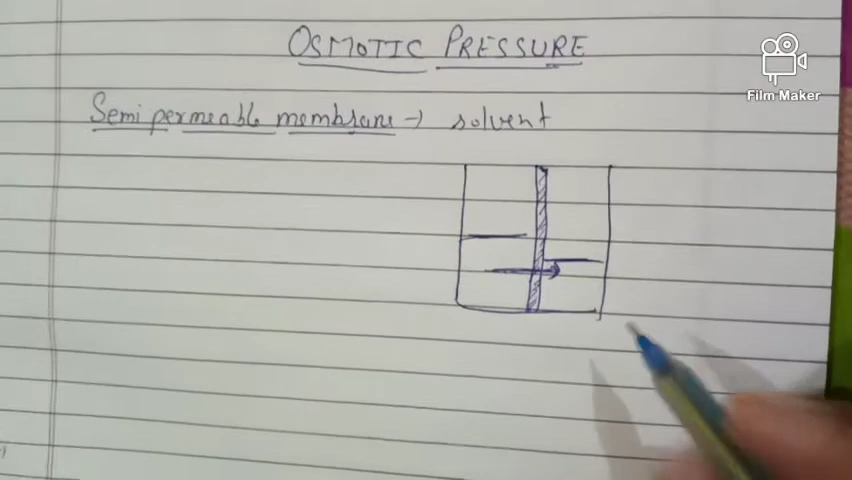 OSMOTIC PRESSURE
Film Maker
Semi permeable membrane → solvent